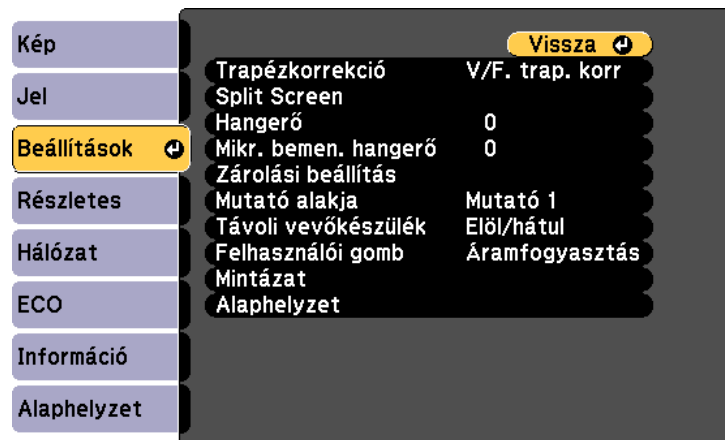 Kép
Jel
Beállítások
Részletes
Hálózat
ECO
Információ
Alaphelyzet
Vissza
Trapézkorrekció V/F. trap. korr
Split Screen
Hangerő 0
Mikr. bemen. hangerő 0
Zárolási beállítás
Mutató alakja Mutató 1
Távoli vevőkészülék Elöl/hátul
Felhasználói gomb Áramfogyasztás
Mintázat
Alaphelyzet